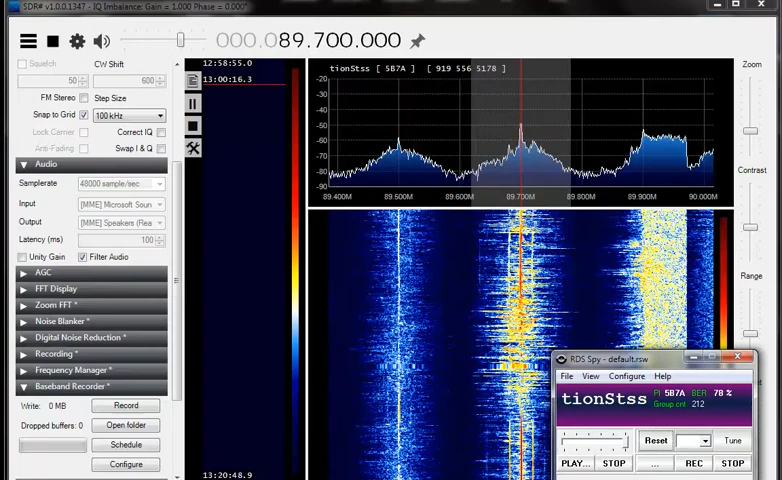 SDR# v1.0.0.1347 - IQ Imbalance: Gain = 1.000 Phase = 0.000°
000.089.700.000
Squelch CW Shift
50 600
FM Stereo Step Size
Snap to Grid 100 kHz
Lock Carrier Correct IQ
Anti-Fading Swap I & Q
Audio
Samplerate 48000 sample/sec
Input [MME] Microsoft Soun
Output [MME] Speakers (Rea
Latency (ms) 100
Unity Gain Filter Audio
AGC
FFT Display
Zoom FFT *
Noise Blanker *
Digital Noise Reduction *
Recording *
Frequency Manager *
Baseband Recorder *
Write: 0 MB Record
Dropped buffers: 0 Open folder
Schedule
Configure
12:58:55.0
13:00:16.3
13:20:48.9
tionStss [ 5B7A ] [ 919 556 5178 ]
-20
-30
-40
-50
-60
-70
-80
-90
89.400M 89.500M 89.600M 89.700M 89.800M 89.900M 90.000M
Zoom
Contrast
Range
RDS Spy - default.rsw
File View Configure Help
tionStss PI 5B7A BER 78 %
Group cnt 212
Reset Tune
PLAY... STOP ... REC STOP